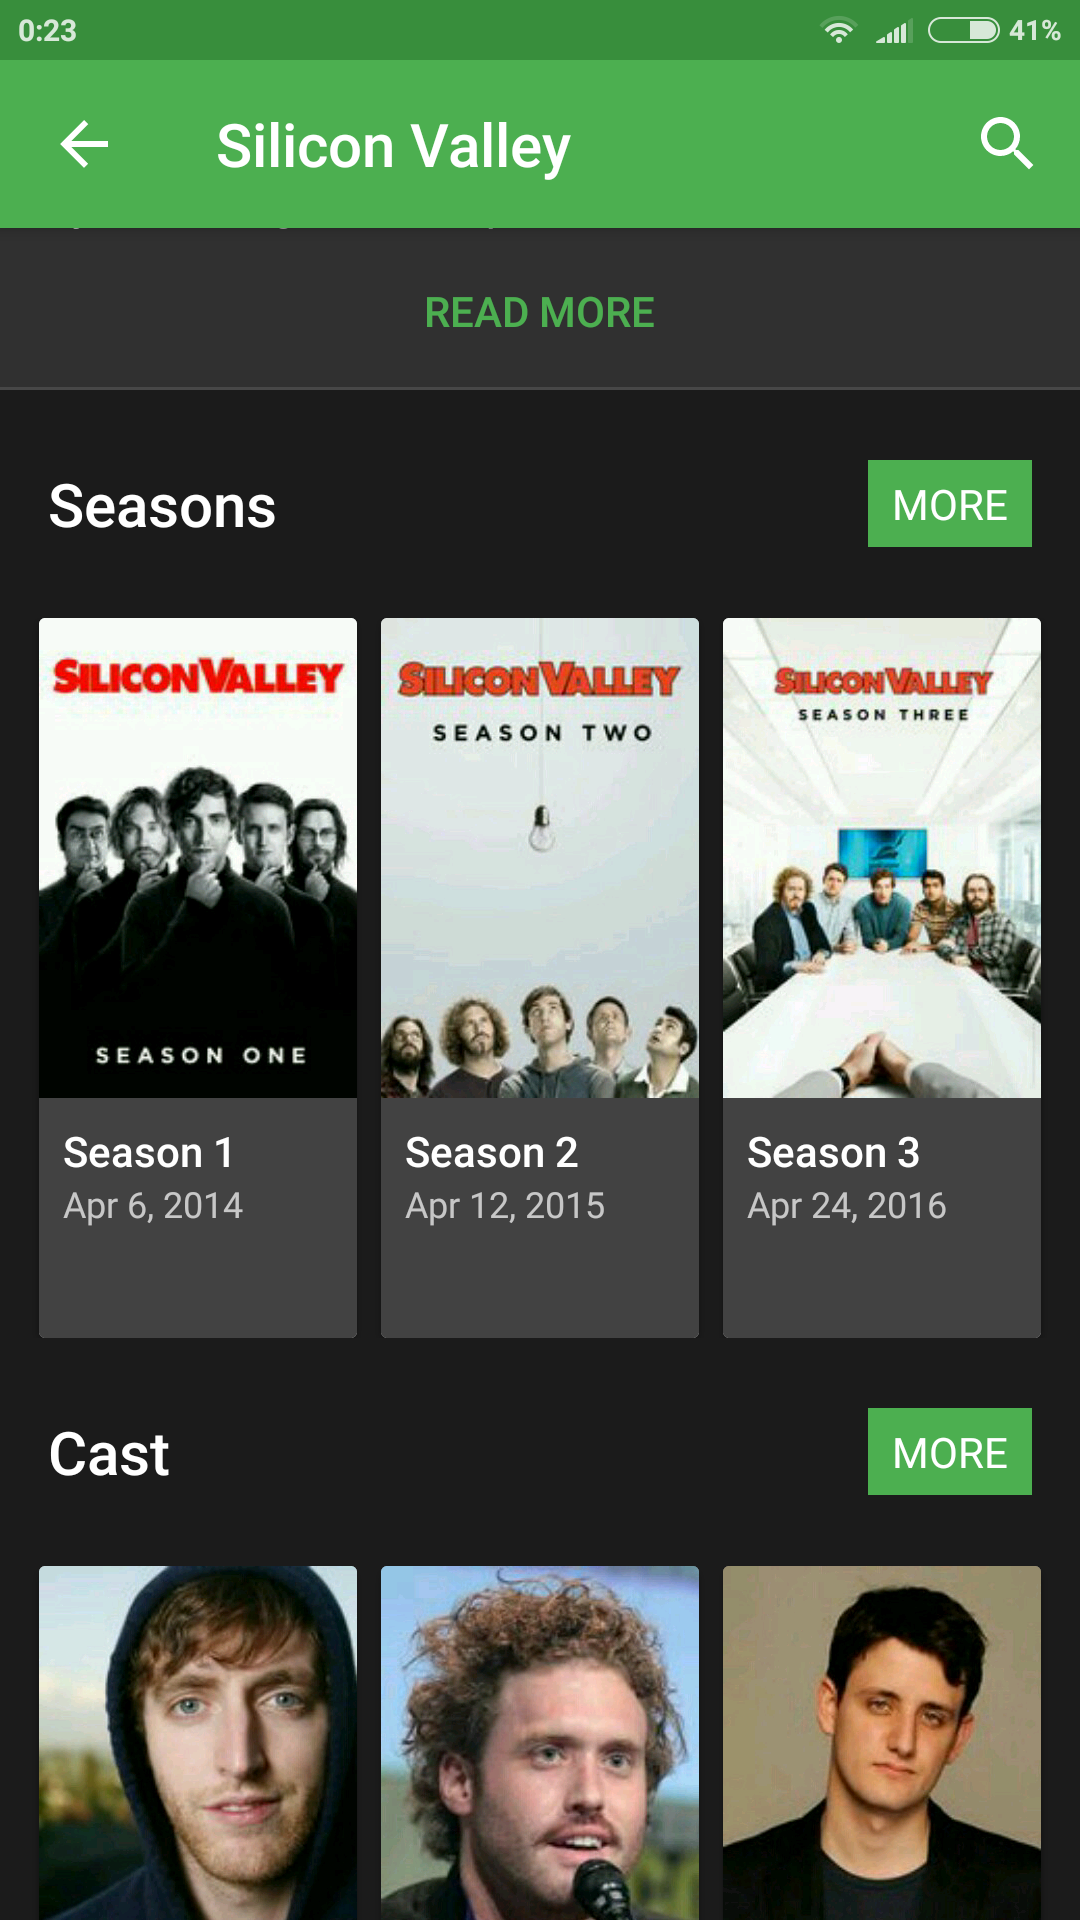 0:23
41%
Silicon Valley
READ MORE
Seasons
MORE
SILICON VALLEY
SEASON ONE
SILICON VALLEY
SEASON TWO
SILICON VALLEY
SEASON THREE
Season 1
Apr 6, 2014
Season 2
Apr 12, 2015
Season 3
Apr 24, 2016
Cast
MORE